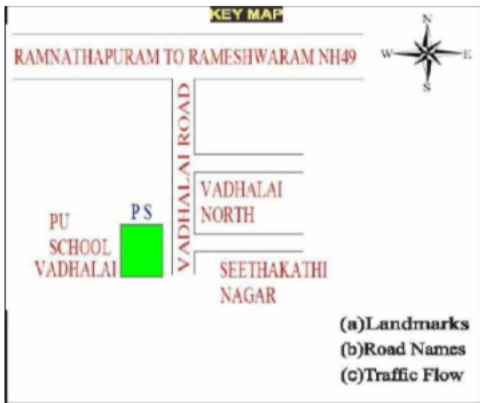 KEY MAP
N
RAMNATHAPURAM TO RAMESHWARAM NH49
W
E
S
VADHALAI ROAD
P S
PU
SCHOOL
VADHALAI
VADHALAI
NORTH
SEETHAKATHI
NAGAR
(a)Landmarks
(b)Road Names
(c)Traffic Flow